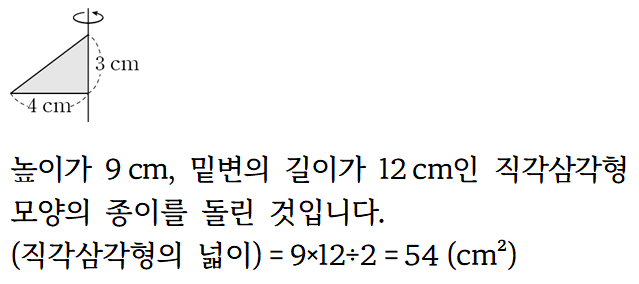 3 cm
4 cm
높이가 9 cm, 밑변의 길이가 12 cm인 직각삼각형
모양의 종이를 돌린 것입니다.
(직각삼각형의 넓이) = 9×12÷2 = 54 (cm²)